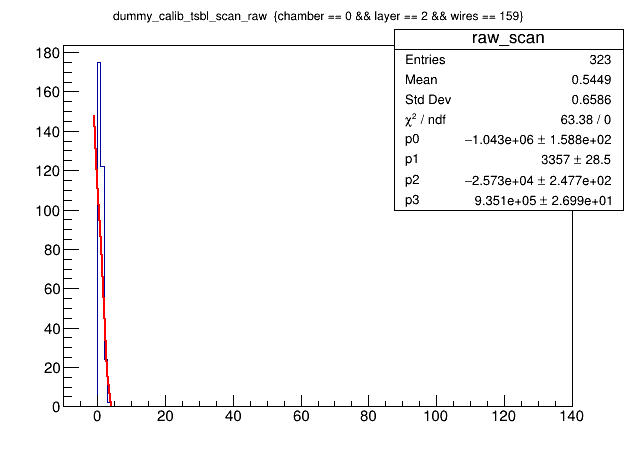 dummy_calib_tsbl_scan_raw {chamber == 0 && layer == 2 && wires == 159}
raw_scan
Entries 323
Mean 0.5449
Std Dev 0.6586
χ² / ndf 63.38 / 0
p0 −1.043e+06 ± 1.588e+02
p1 3357 ± 28.5
p2 −2.573e+04 ± 2.477e+02
p3 9.351e+05 ± 2.699e+01
180
160
140
120
100
80
60
40
20
0
0 20 40 60 80 100 120 140